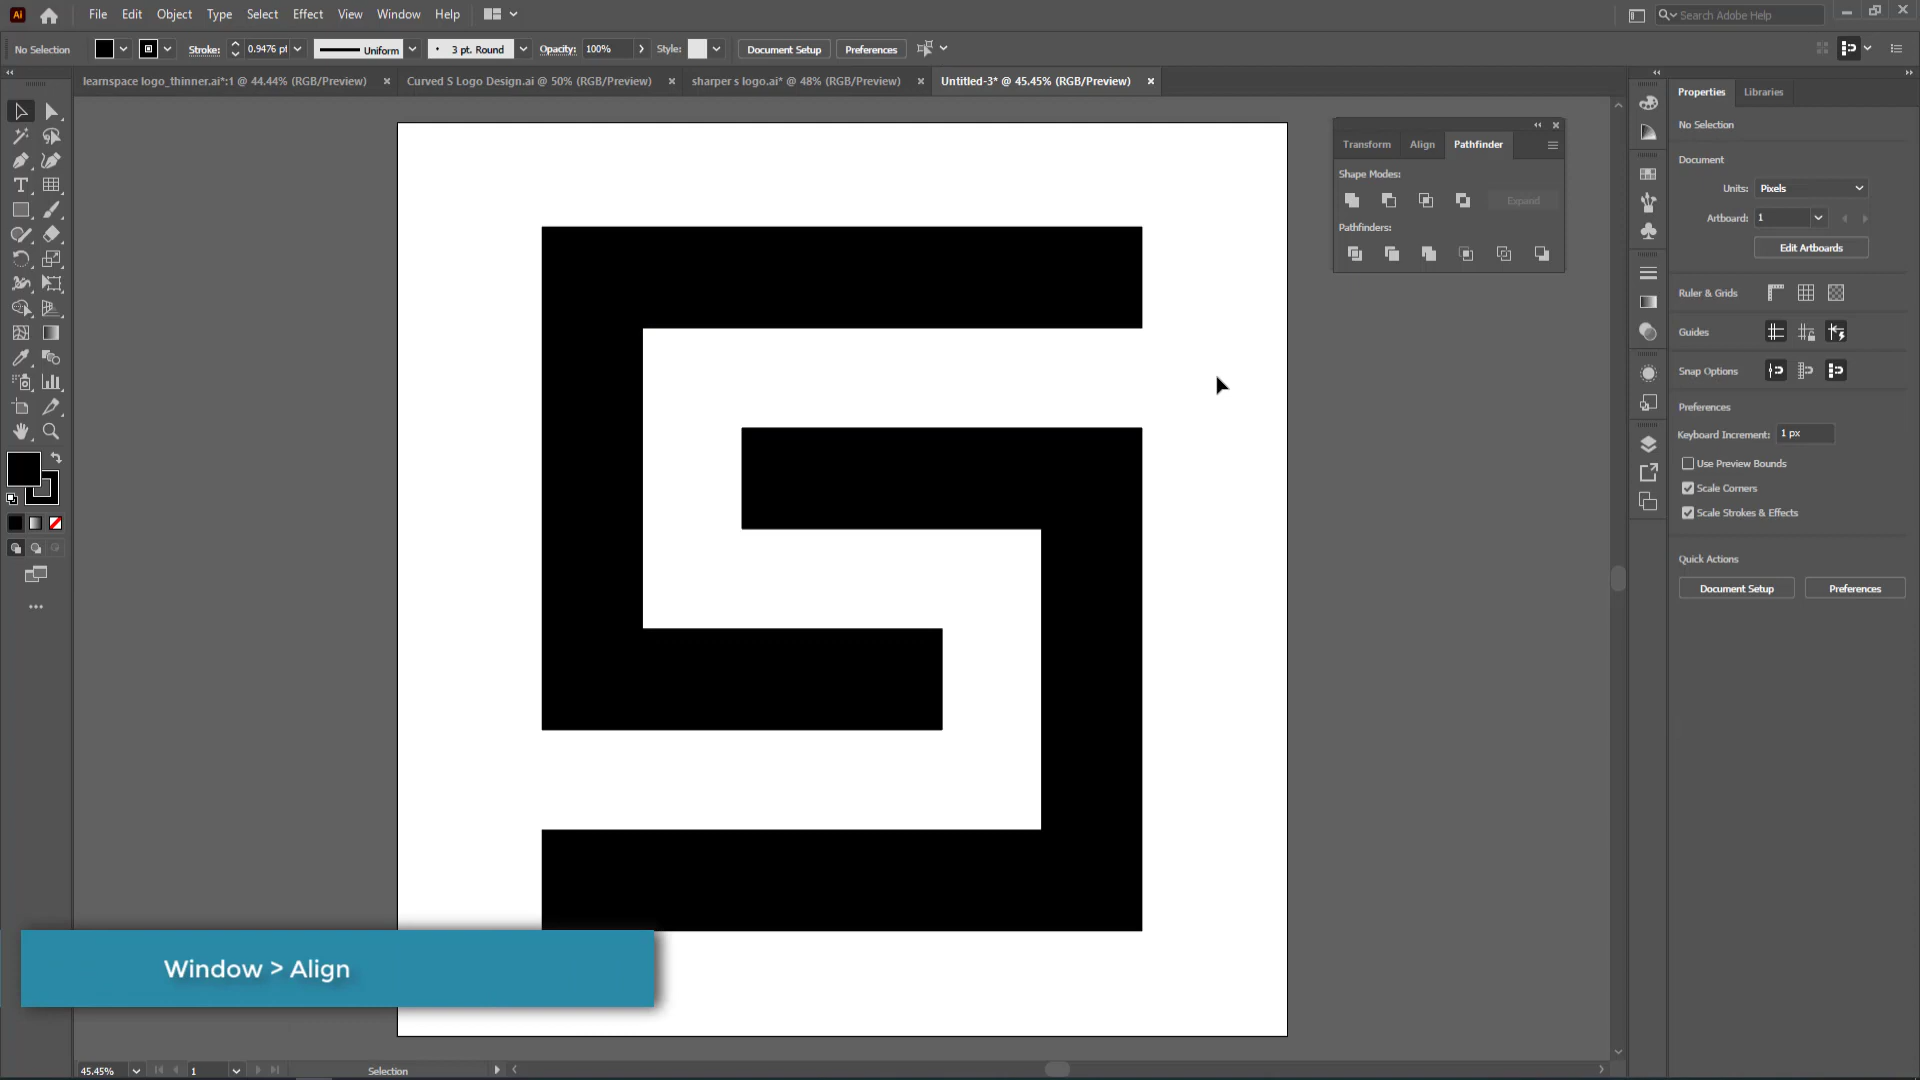 Ai File Edit Object Type Select Effect View Window Help Search Adobe Help
No Selection Stroke: 0.9476 pt Uniform 3 pt. Round Opacity: 100% Style: Document Setup Preferences
learnspace logo_thinner.ai*:1 @ 44.44% (RGB/Preview) Curved S Logo Design.ai @ 50% (RGB/Preview) sharper s logo.ai* @ 48% (RGB/Preview) Untitled-3* @ 45.45% (RGB/Preview)
Transform Align Pathfinder
Shape Modes:
Expand
Pathfinders:
Properties Libraries
No Selection
Document
Units: Pixels
Artboard: 1
Edit Artboards
Ruler & Grids
Guides
Snap Options
Preferences
Keyboard Increment: 1 px
Use Preview Bounds
Scale Corners
Scale Strokes & Effects
Quick Actions
Document Setup Preferences
Window > Align
45.45% 1 Selection